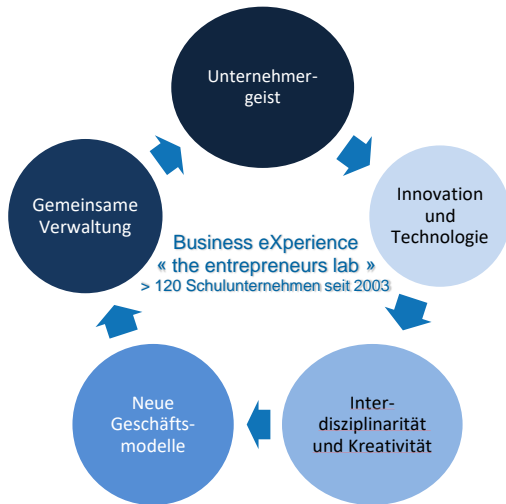 Unternehmer-
geist
Innovation
und
Technologie
Inter-
disziplinarität
und Kreativität
Neue
Geschäfts-
modelle
Gemeinsame
Verwaltung
Business eXperience
« the entrepreneurs lab »
> 120 Schulunternehmen seit 2003